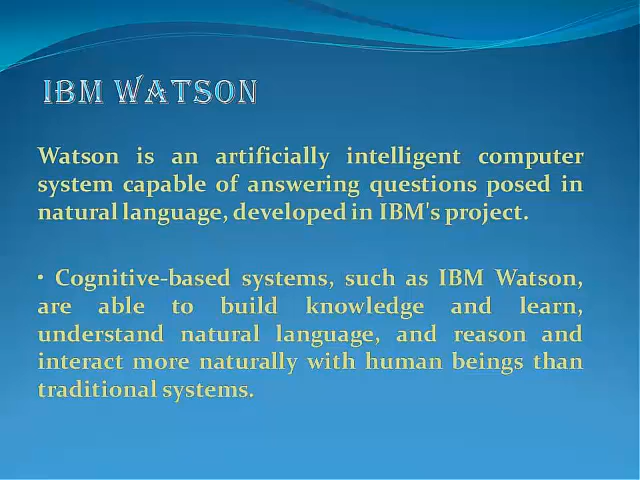 IBM WATSON
Watson is an artificially intelligent computer
system capable of answering questions posed in
natural language, developed in IBM's project.
• Cognitive-based systems, such as IBM Watson,
are able to build knowledge and learn,
understand natural language, and reason and
interact more naturally with human beings than
traditional systems.